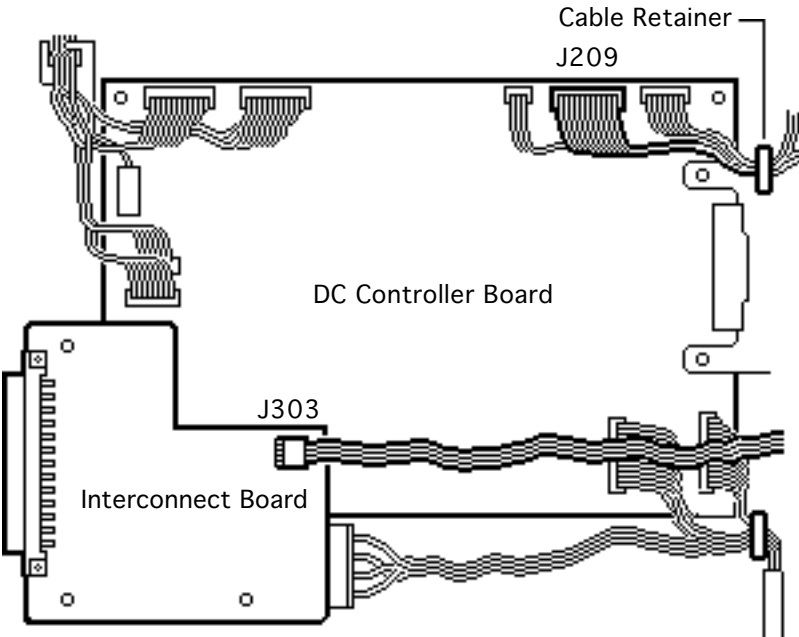 Cable Retainer
J209
DC Controller Board
J303
Interconnect Board